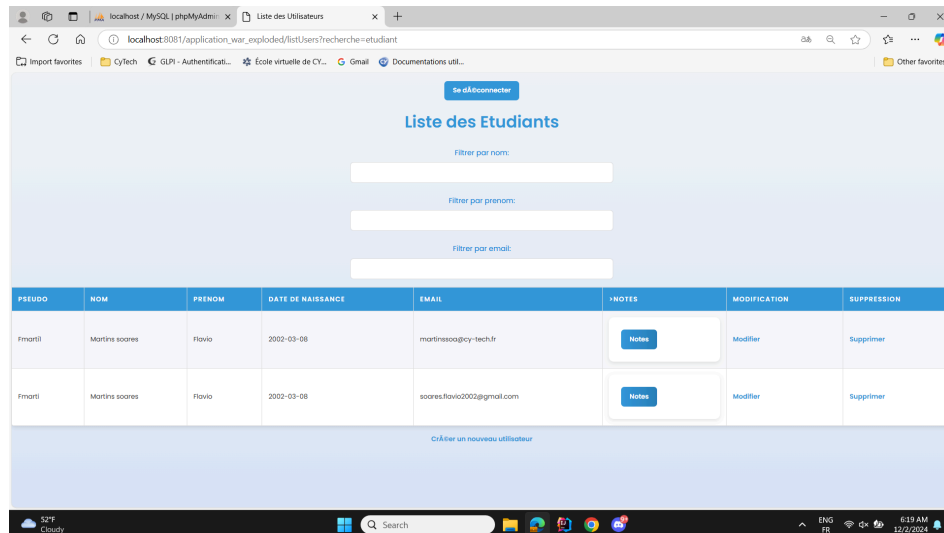 localhost / MySQL | phpMyAdmin
Liste des Utilisateurs
localhost:8081/application_war_exploded/listUsers?recherche=etudiant
Import favorites CyTech GLPI - Authentificati... École virtuelle de CY... Gmail Documentations util... Other favorites
Se dÃ©connecter
Liste des Etudiants
Filtrer par nom:
Filtrer par prenom:
Filtrer par email:
PSEUDO NOM PRENOM DATE DE NAISSANCE EMAIL >NOTES MODIFICATION SUPPRESSION
Fmarti1 Martins soares Flavio 2002-03-08 martinssoa@cy-tech.fr Notes Modifier Supprimer
Fmarti Martins soares Flavio 2002-03-08 soares.flavio2002@gmail.com Notes Modifier Supprimer
CrÃ©er un nouveau utilisateur
52°F
Cloudy
Search
ENG
FR
6:19 AM
12/2/2024